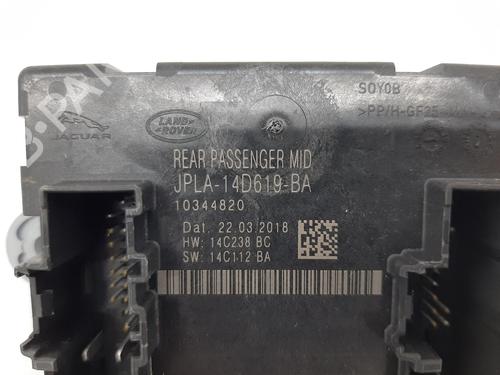 SOY0B
>PP/H-GF25
JAGUAR
LAND
ROVER
REAR PASSENGER MID
JPLA-14D619-BA
10344820
Dat. 22.03.2018
HW: 14C238 BC
SW: 14C112 BA